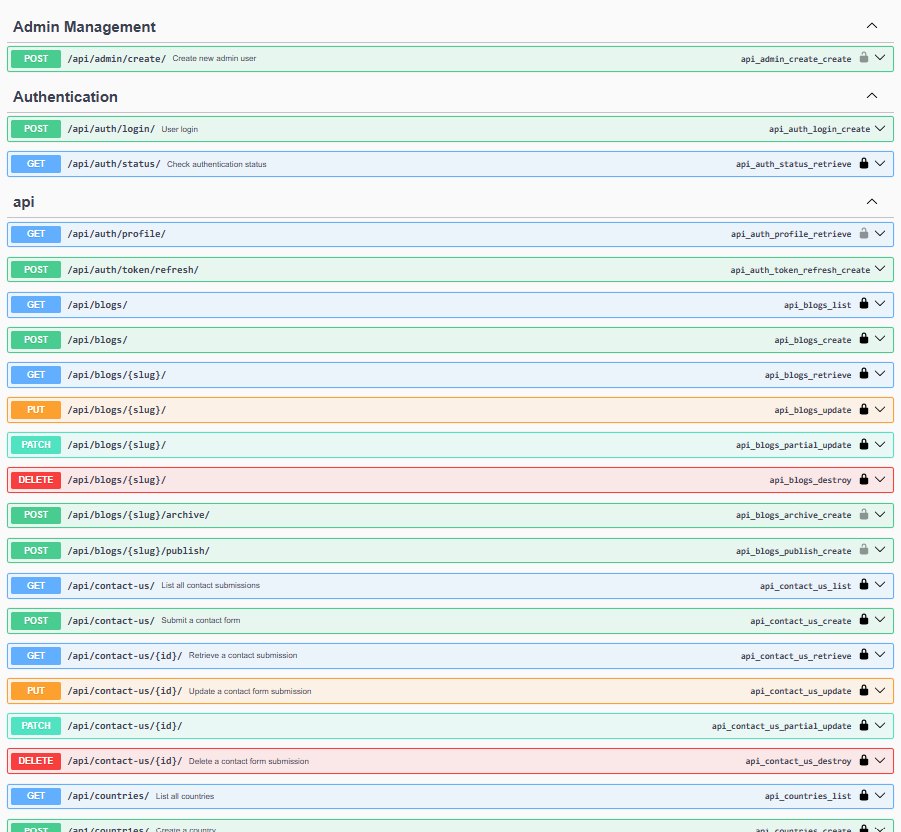 Admin Management
POST /api/admin/create/ Create new admin user api_admin_create_create
Authentication
POST /api/auth/login/ User login api_auth_login_create
GET /api/auth/status/ Check authentication status api_auth_status_retrieve
api
GET /api/auth/profile/ api_auth_profile_retrieve
POST /api/auth/token/refresh/ api_auth_token_refresh_create
GET /api/blogs/ api_blogs_list
POST /api/blogs/ api_blogs_create
GET /api/blogs/{slug}/ api_blogs_retrieve
PUT /api/blogs/{slug}/ api_blogs_update
PATCH /api/blogs/{slug}/ api_blogs_partial_update
DELETE /api/blogs/{slug}/ api_blogs_destroy
POST /api/blogs/{slug}/archive/ api_blogs_archive_create
POST /api/blogs/{slug}/publish/ api_blogs_publish_create
GET /api/contact-us/ List all contact submissions api_contact_us_list
POST /api/contact-us/ Submit a contact form api_contact_us_create
GET /api/contact-us/{id}/ Retrieve a contact submission api_contact_us_retrieve
PUT /api/contact-us/{id}/ Update a contact form submission api_contact_us_update
PATCH /api/contact-us/{id}/ api_contact_us_partial_update
DELETE /api/contact-us/{id}/ Delete a contact form submission api_contact_us_destroy
GET /api/countries/ List all countries api_countries_list
POST /api/countries/ Create a country api_countries_create